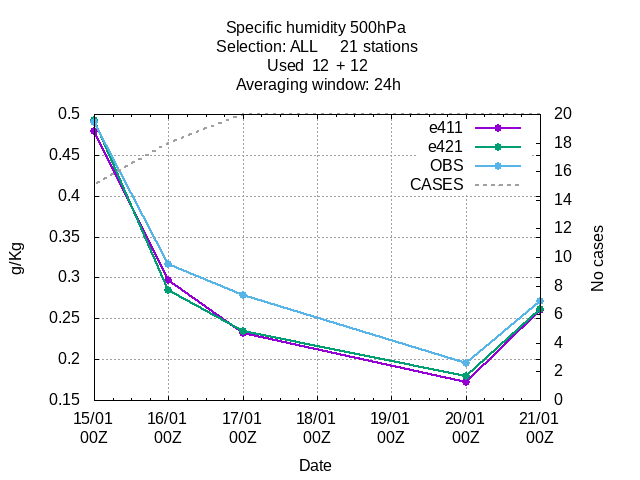 Specific humidity 500hPa
Selection: ALL 21 stations
Used 12 + 12
Averaging window: 24h
e411
e421
OBS
CASES
g/Kg
0.5
0.45
0.4
0.35
0.3
0.25
0.2
0.15
No cases
20
18
16
14
12
10
8
6
4
2
0
15/01 16/01 17/01 18/01 19/01 20/01 21/01
00Z 00Z 00Z 00Z 00Z 00Z 00Z
Date